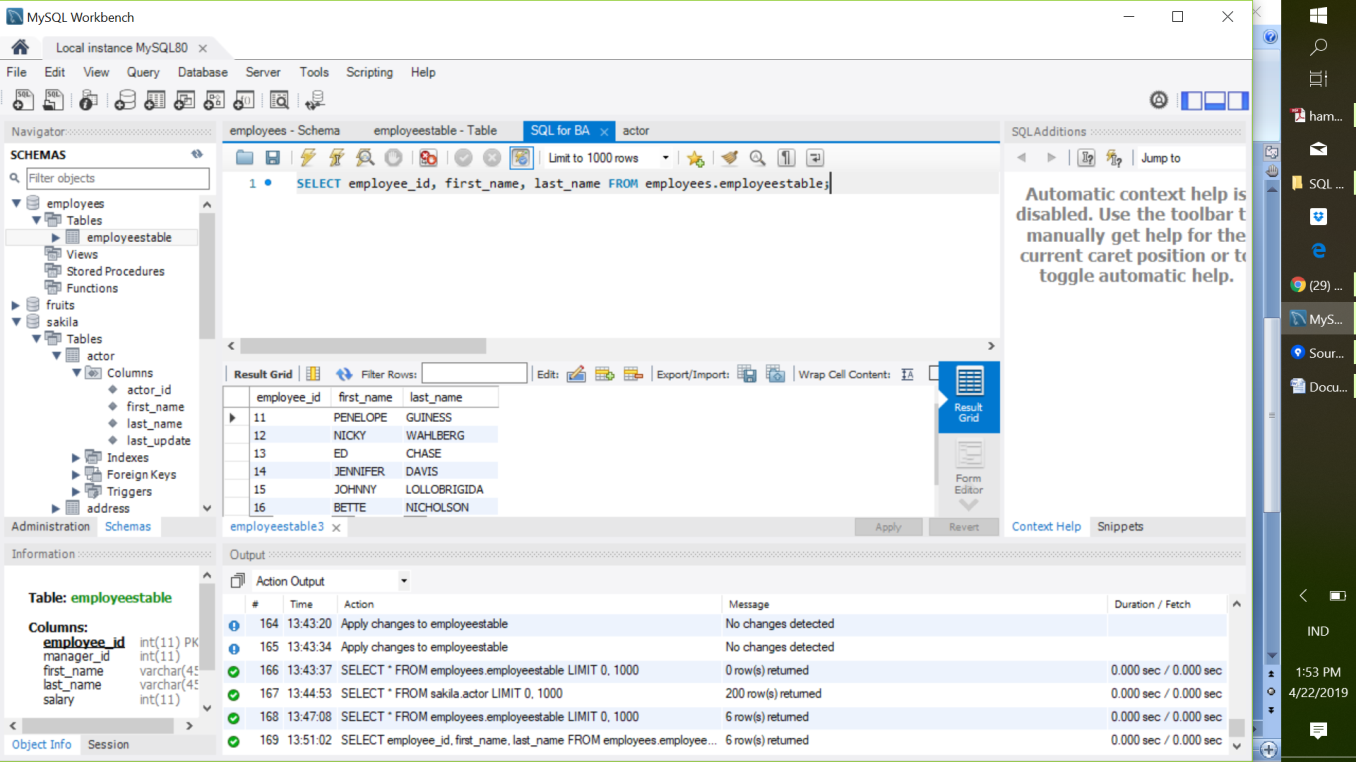 MySQL Workbench
Local instance MySQL80
File Edit View Query Database Server Tools Scripting Help
Navigator
SCHEMAS
Filter objects
employees
Tables
employeestable
Views
Stored Procedures
Functions
fruits
sakila
Tables
actor
Columns
actor_id
first_name
last_name
last_update
Indexes
Foreign Keys
Triggers
address
Administration Schemas
Information
Table: employeestable
Columns:
employee_id int(11) PK
manager_id int(11)
first_name varchar(45
last_name varchar(45
salary int(11)
Object Info Session
employees - Schema employeestable - Table SQL for BA actor
Limit to 1000 rows
1 SELECT employee_id, first_name, last_name FROM employees.employeestable;
Result Grid Filter Rows: Edit: Export/Import: Wrap Cell Content:
employee_id first_name last_name
11 PENELOPE GUINESS
12 NICKY WAHLBERG
13 ED CHASE
14 JENNIFER DAVIS
15 JOHNNY LOLLOBRIGIDA
16 BETTE NICHOLSON
Result
Grid
Form
Editor
employeestable3 Apply Revert
SQLAdditions
Jump to
Automatic context help is
disabled. Use the toolbar t
manually get help for the
current caret position or to
toggle automatic help.
Context Help Snippets
Output
Action Output
# Time Action Message Duration / Fetch
164 13:43:20 Apply changes to employeestable No changes detected
165 13:43:34 Apply changes to employeestable No changes detected
166 13:43:37 SELECT * FROM employees.employeestable LIMIT 0, 1000 0 row(s) returned 0.000 sec / 0.000 sec
167 13:44:53 SELECT * FROM sakila.actor LIMIT 0, 1000 200 row(s) returned 0.000 sec / 0.000 sec
168 13:47:08 SELECT * FROM employees.employeestable LIMIT 0, 1000 6 row(s) returned 0.000 sec / 0.000 sec
169 13:51:02 SELECT employee_id, first_name, last_name FROM employees.employee... 6 row(s) returned 0.000 sec / 0.000 sec
ham...
SQL ...
(29) ...
MyS...
Sour...
Docu...
IND
1:53 PM
4/22/2019